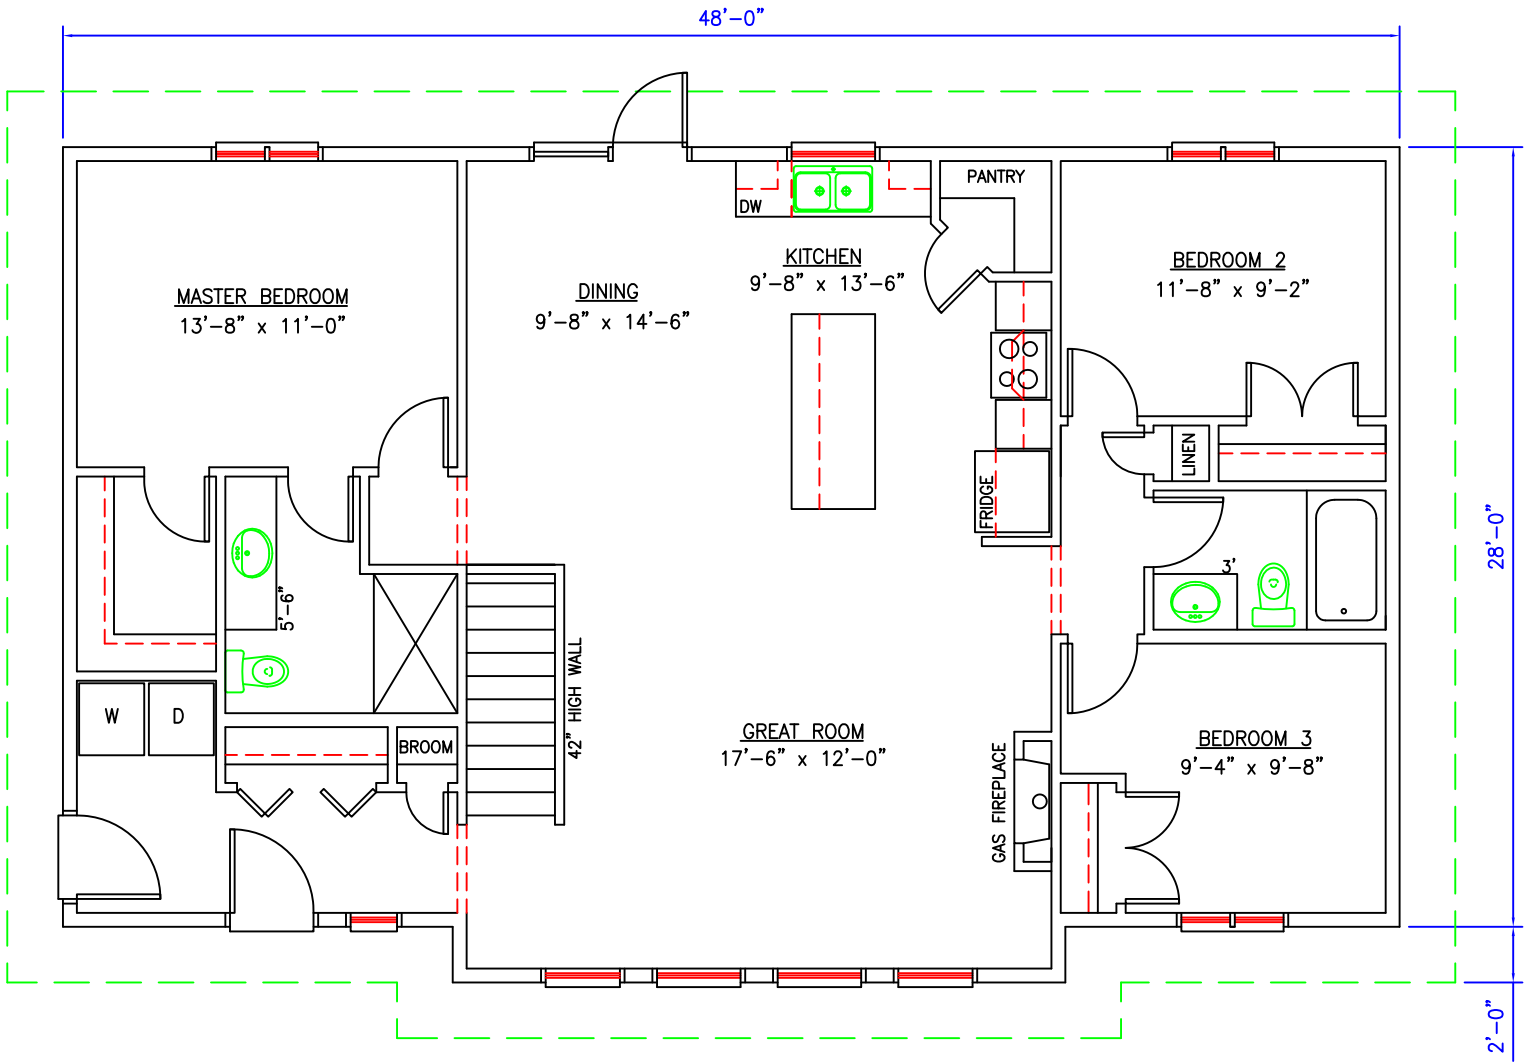 48'-0"
PANTRY
DW
KITCHEN
9'-8" x 13'-6"
BEDROOM 2
11'-8" x 9'-2"
MASTER BEDROOM
13'-8" x 11'-0"
DINING
9'-8" x 14'-6"
LINEN
FRIDGE
28'-0"
3'
5'-6"
42" HIGH WALL
W
D
BROOM
GREAT ROOM
17'-6" x 12'-0"
GAS FIREPLACE
BEDROOM 3
9'-4" x 9'-8"
2'-0"